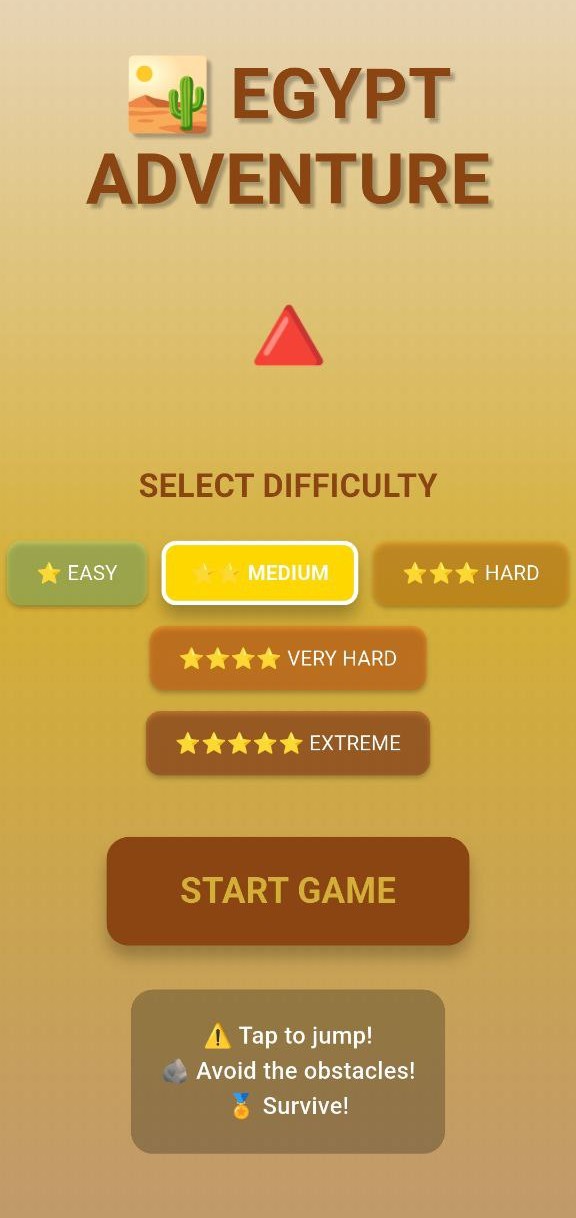 EGYPT
ADVENTURE
SELECT DIFFICULTY
EASY
MEDIUM
HARD
VERY HARD
EXTREME
START GAME
Tap to jump!
Avoid the obstacles!
Survive!